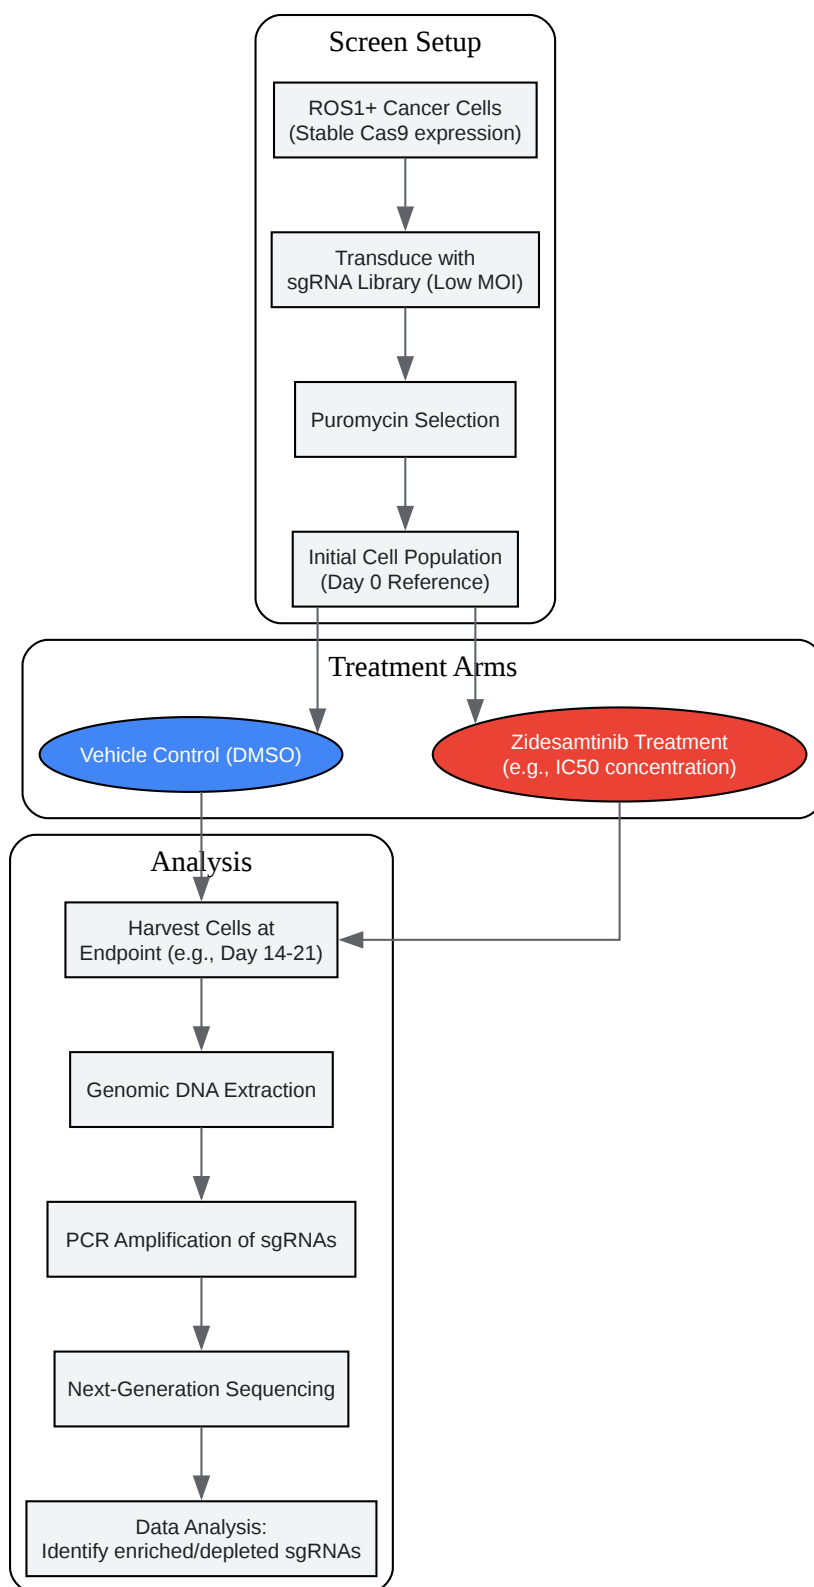 Screen Setup
ROS1+ Cancer Cells
(Stable Cas9 expression)
Transduce with
sgRNA Library (Low MOI)
Puromycin Selection
Initial Cell Population
(Day 0 Reference)
Treatment Arms
Vehicle Control (DMSO)
Zidesamtinib Treatment
(e.g., IC50 concentration)
Analysis
Harvest Cells at
Endpoint (e.g., Day 14-21)
Genomic DNA Extraction
PCR Amplification of sgRNAs
Next-Generation Sequencing
Data Analysis:
Identify enriched/depleted sgRNAs